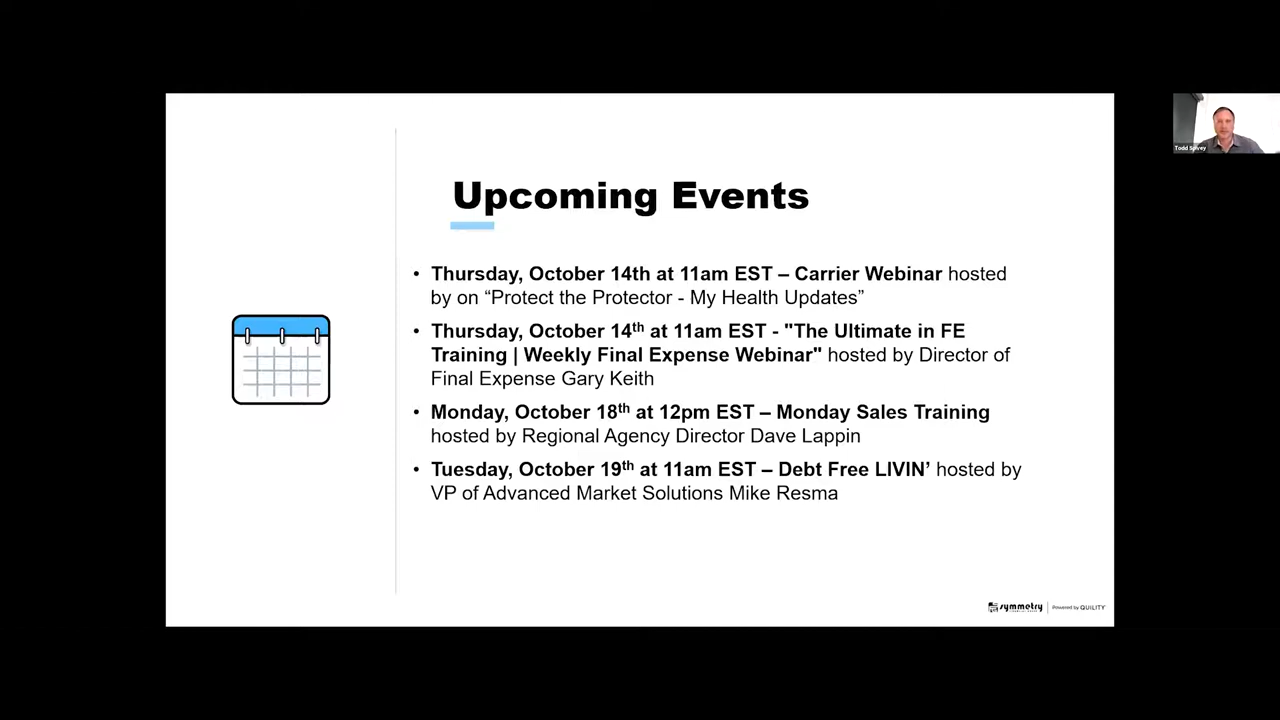 Upcoming Events
• Thursday, October 14th at 11am EST – Carrier Webinar hosted
by on “Protect the Protector - My Health Updates”
• Thursday, October 14th at 11am EST - "The Ultimate in FE
Training | Weekly Final Expense Webinar" hosted by Director of
Final Expense Gary Keith
• Monday, October 18th at 12pm EST – Monday Sales Training
hosted by Regional Agency Director Dave Lappin
• Tuesday, October 19th at 11am EST – Debt Free LIVIN’ hosted by
VP of Advanced Market Solutions Mike Resma
Todd Spivey
symmetry
Powered by QUILITY